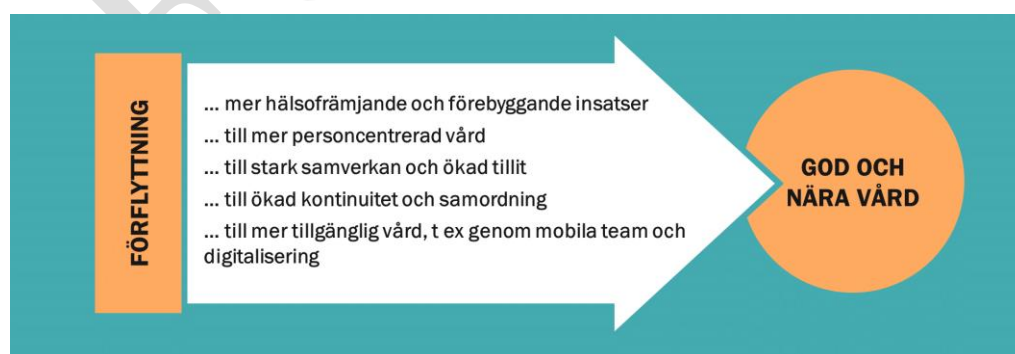 FÖRFLYTTNING
... mer hälsofrämjande och förebyggande insatser
... till mer personcentrerad vård
... till stark samverkan och ökad tillit
... till ökad kontinuitet och samordning
... till mer tillgänglig vård, t ex genom mobila team och
digitalisering
GOD OCH
NÄRA VÅRD